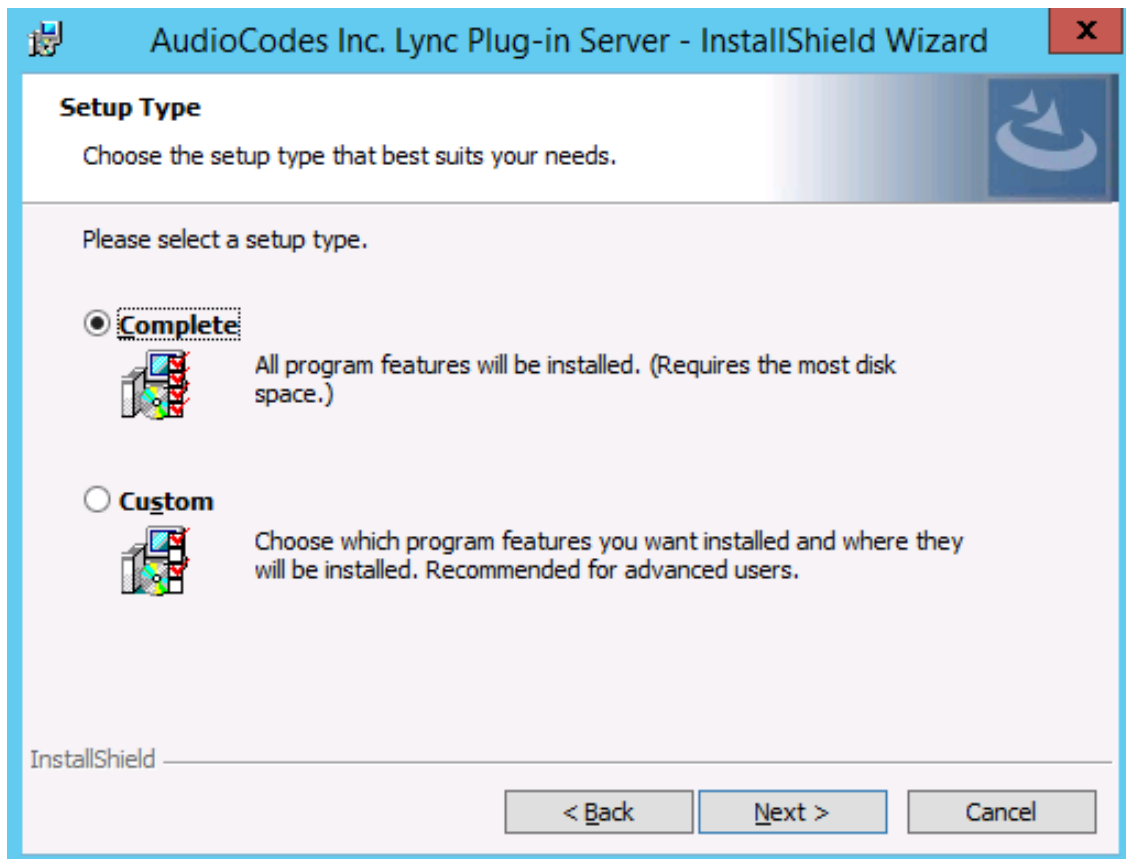 AudioCodes Inc. Lync Plug-in Server - InstallShield Wizard
x
Setup Type
Choose the setup type that best suits your needs.
Please select a setup type.
Complete
All program features will be installed. (Requires the most disk
space.)
Custom
Choose which program features you want installed and where they
will be installed. Recommended for advanced users.
InstallShield
< Back
Next >
Cancel